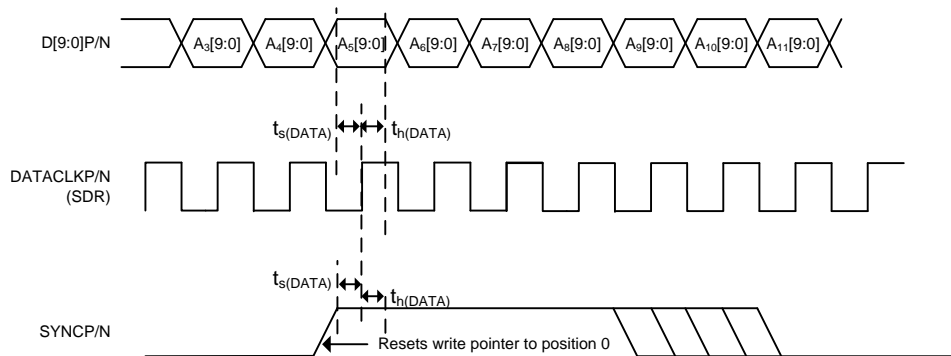 D[9:0]P/N
A3[9:0] A4[9:0] A5[9:0] A6[9:0] A7[9:0] A8[9:0] A9[9:0] A10[9:0] A11[9:0]
ts(DATA) th(DATA)
DATACLKP/N
(SDR)
ts(DATA)
th(DATA)
SYNCP/N
Resets write pointer to position 0